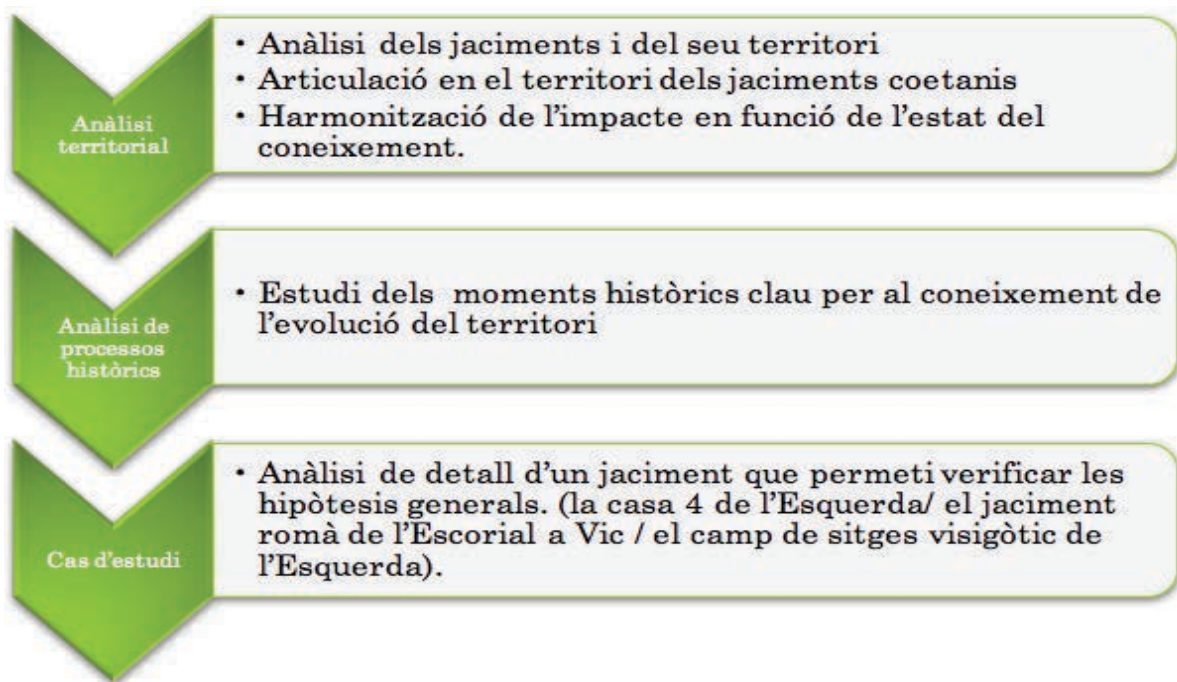 Anàlisi
territorial
• Anàlisi dels jaciments i del seu territori
• Articulació en el territori dels jaciments coetanis
• Harmonització de l'impacte en funció de l'estat del
coneixement.
Anàlisi de
processos
històrics
• Estudi dels moments històrics clau per al coneixement de
l'evolució del territori
Cas d'estudi
• Anàlisi de detall d'un jaciment que permeti verificar les
hipòtesis generals. (la casa 4 de l'Esquerda/ el jaciment
romà de l'Escorial a Vic / el camp de sitges visigòtic de
l'Esquerda).